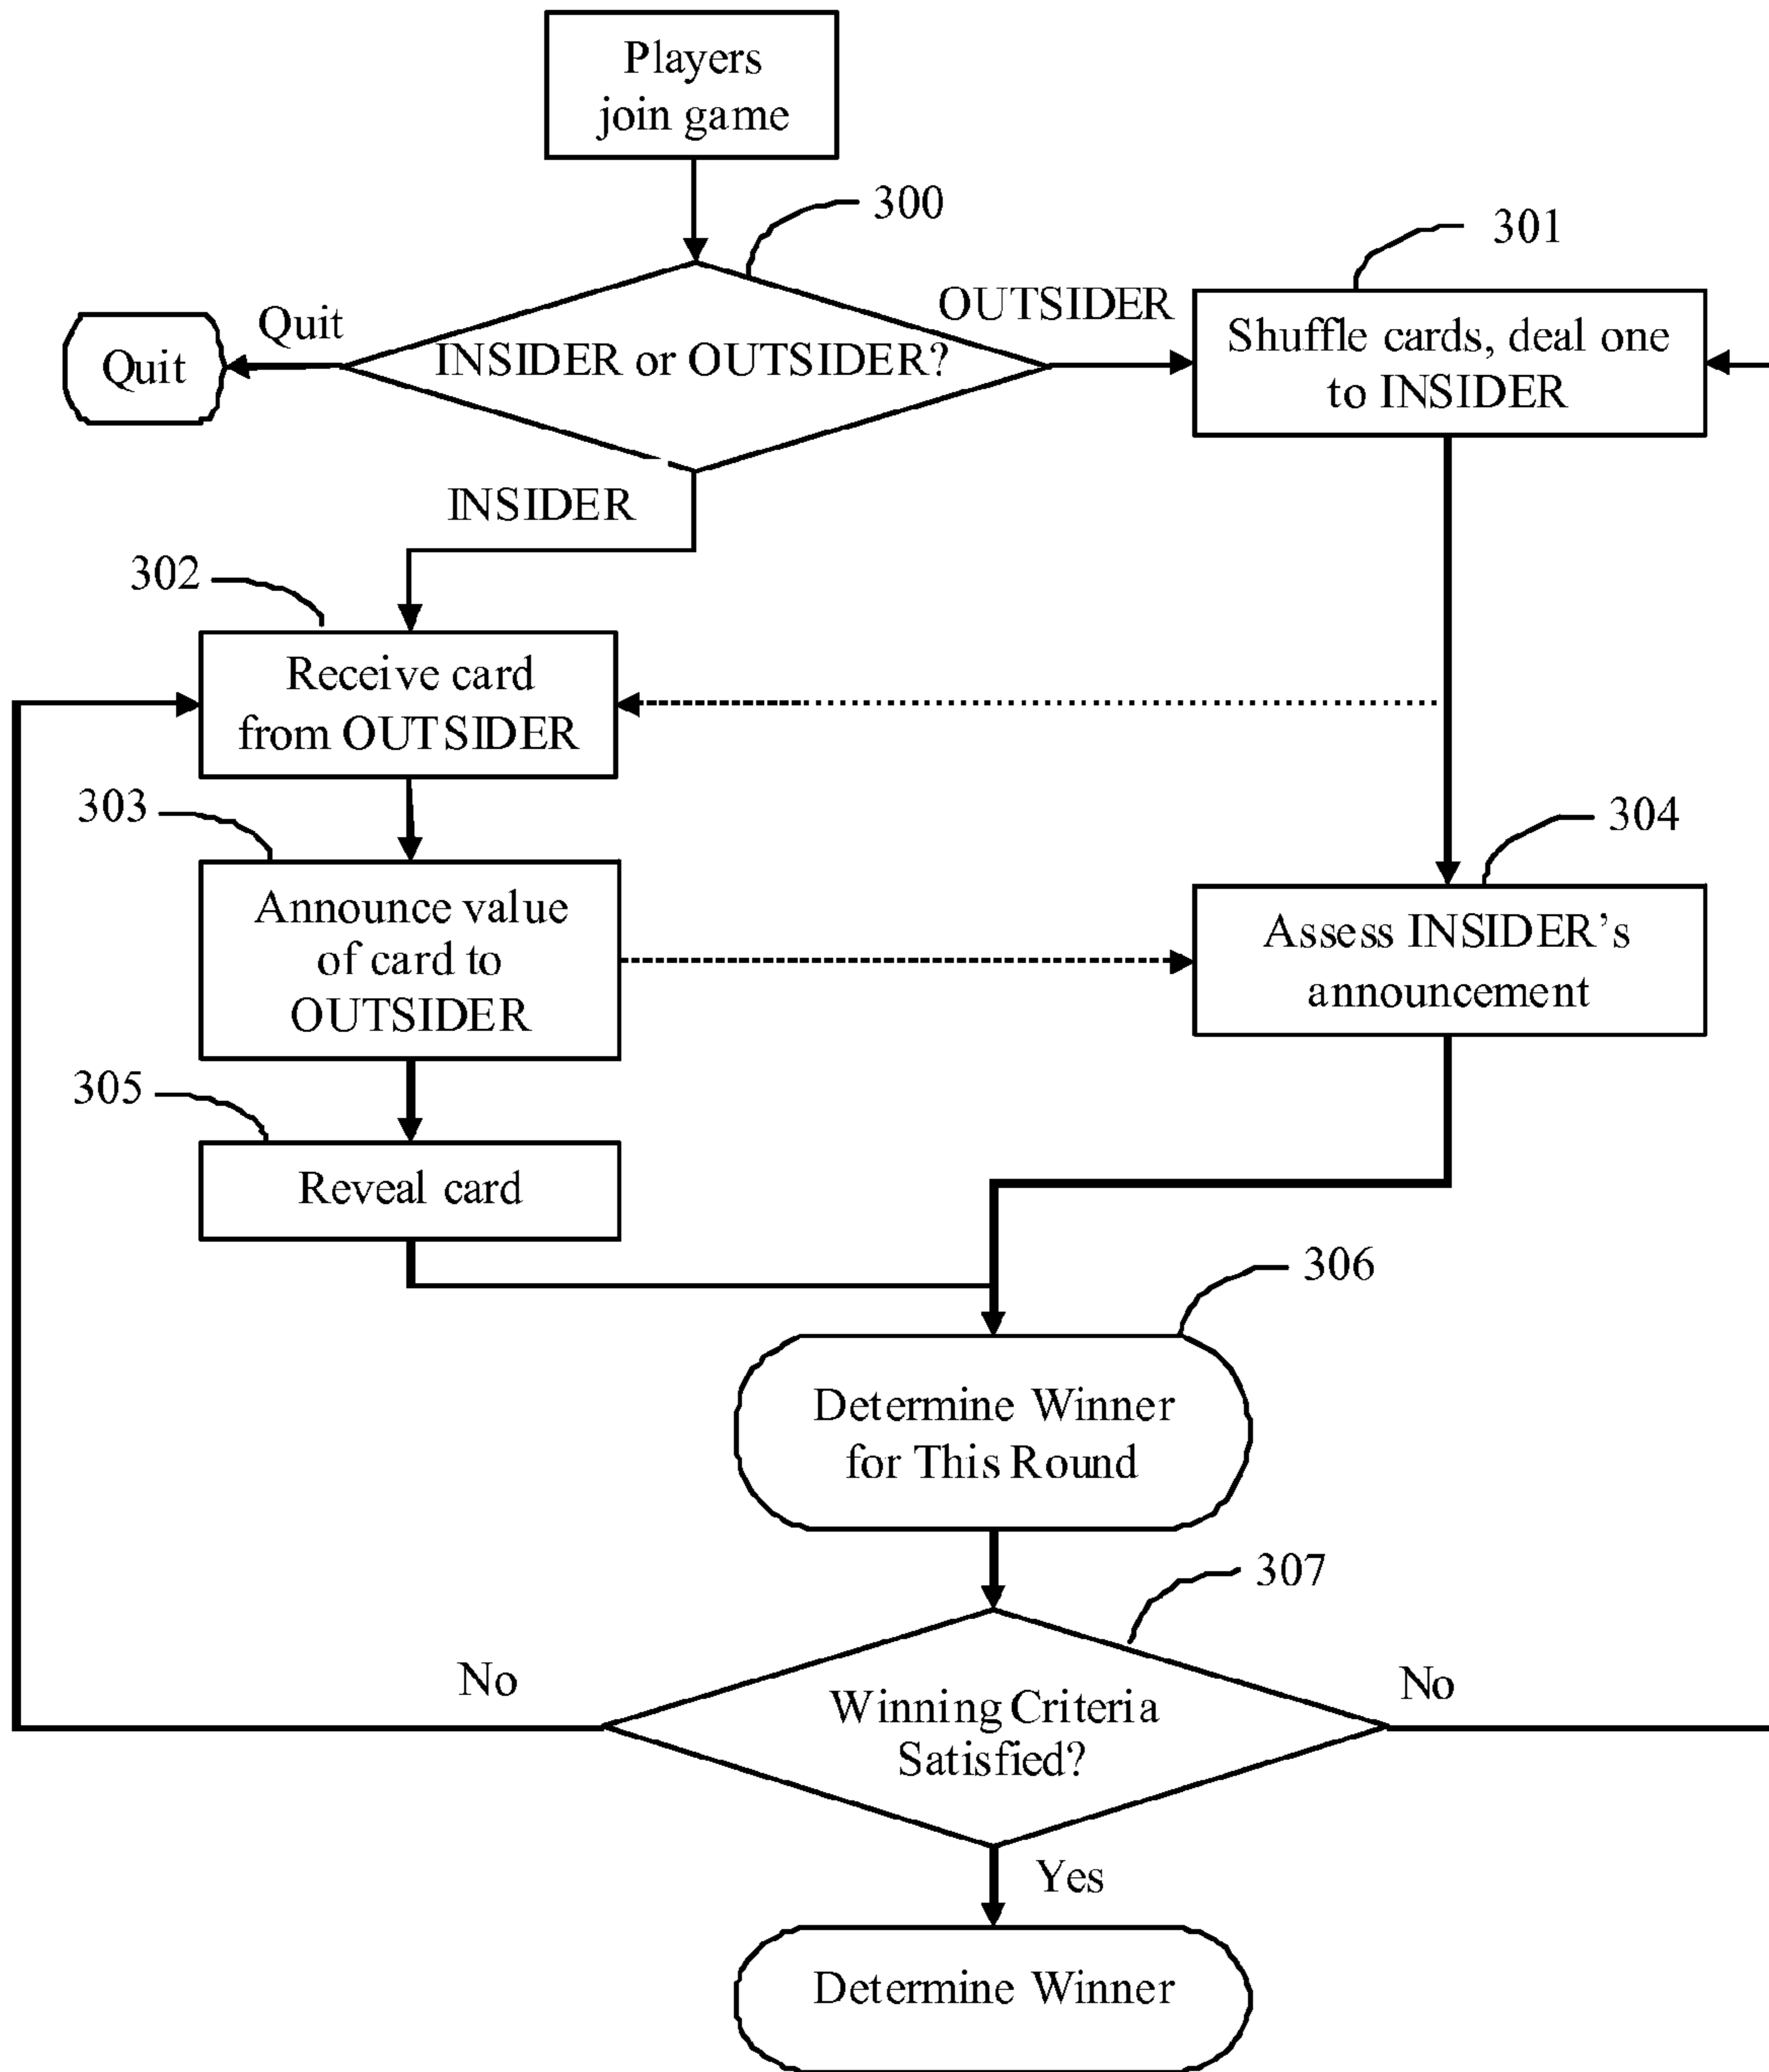 Players
join game
300
301
Quit
OUTSIDER
Quit
INSIDER or OUTSIDER?
Shuffle cards, deal one
to INSIDER
INSIDER
302
Receive card
from OUTSIDER
303
304
Announce value
of card to
OUTSIDER
Assess INSIDER’s
announcement
305
Reveal card
306
Determine Winner
for This Round
307
No
No
Winning Criteria
Satisfied?
Yes
Determine Winner